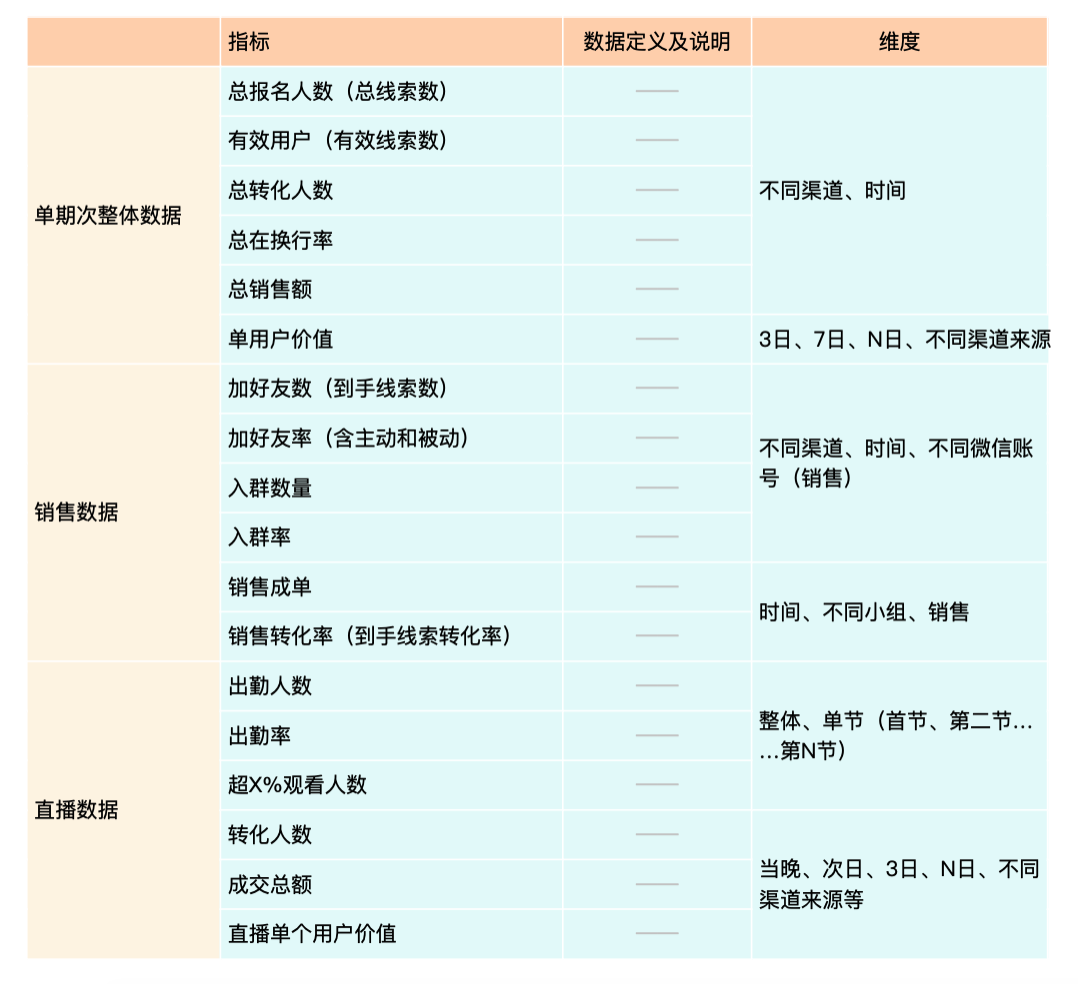 指标 数据定义及说明 维度
单期次整体数据
总报名人数（总线索数） ——
有效用户（有效线索数） ——
总转化人数 ——
总在换行率 ——
总销售额 ——
不同渠道、时间
单用户价值 —— 3日、7日、N日、不同渠道来源
销售数据
加好友数（到手线索数） ——
加好友率（含主动和被动） ——
入群数量 ——
入群率 ——
不同渠道、时间、不同微信账
号（销售）
销售成单 ——
销售转化率（到手线索转化率） ——
时间、不同小组、销售
直播数据
出勤人数 ——
出勤率 ——
超X%观看人数 ——
整体、单节（首节、第二节…
…第N节）
转化人数 ——
成交总额 ——
直播单个用户价值 ——
当晚、次日、3日、N日、不同
渠道来源等